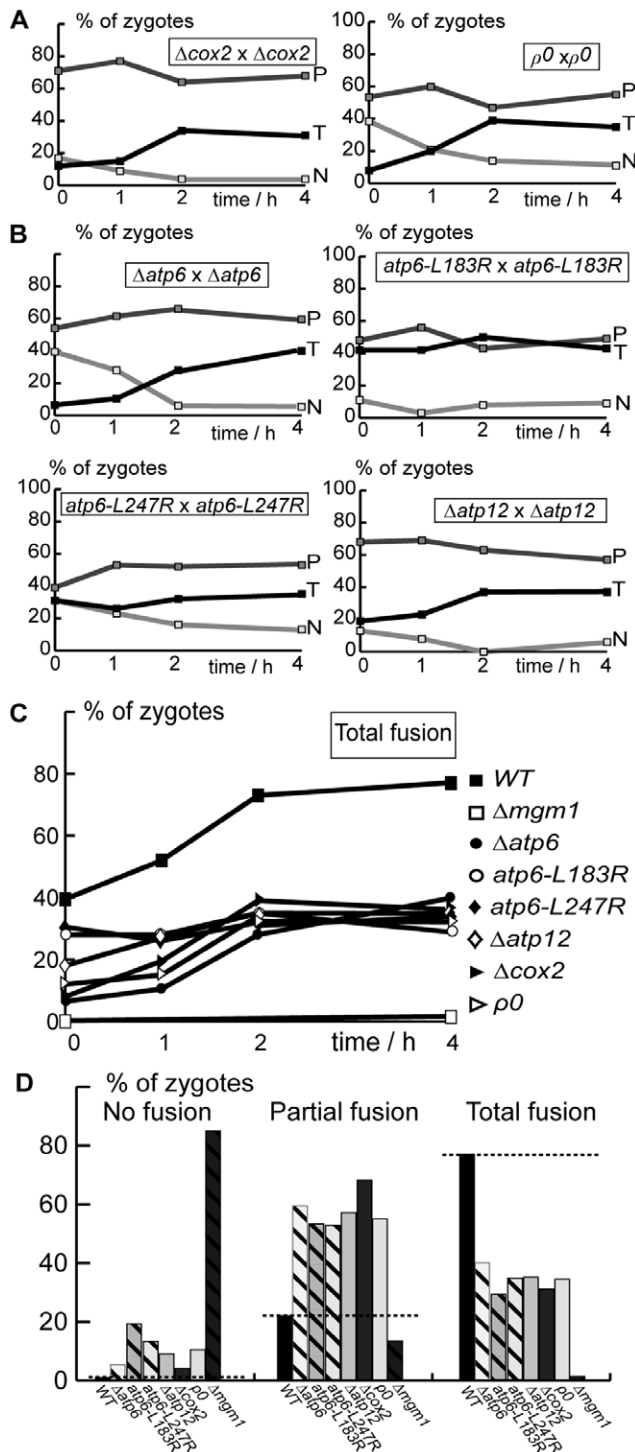 A
% of zygotes
Δcox2 x Δcox2
80
60
40
20
0
P
T
N
0 1 2 time / h 4
% of zygotes
ρ0 xρ0
100
80
60
40
20
0
P
T
N
0 1 2 time / h 4
B
% of zygotes
Δatp6 x Δatp6
100
80
60
40
20
0
P
T
N
0 1 2 time / h 4
% of zygotes
atp6-L183R x atp6-L183R
100
80
60
40
20
0
P
T
N
0 1 2 time / h 4
% of zygotes
atp6-L247R x atp6-L247R
80
60
40
20
0
P
T
N
0 1 2 time / h 4
% of zygotes
Δatp12 x Δatp12
100
80
60
40
20
0
P
T
N
0 1 2 time / h 4
C
% of zygotes
Total fusion
80
60
40
20
0
0 1 2 time / h 4
WT
Δmgm1
Δatp6
atp6-L183R
atp6-L247R
Δatp12
Δcox2
ρ0
D
% of zygotes
No fusion Partial fusion Total fusion
80
60
40
20
0
WT
Δatp6
atp6-L183R
atp6-L247R
Δatp12
Δcox2
ρ0
Δmgm1
WT
Δatp6
atp6-L183R
atp6-L247R
Δatp12
Δcox2
ρ0
Δmgm1
WT
Δatp6
atp6-L183R
atp6-L247R
Δatp12
Δcox2
ρ0
Δmgm1